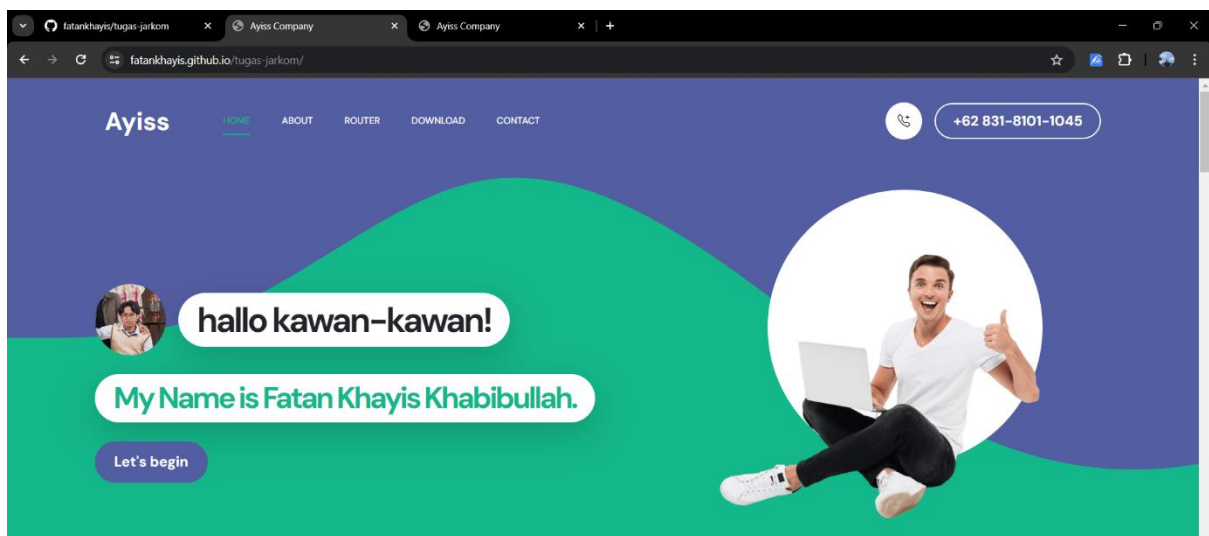 fatankhayis/tugas-jarkom
Ayiss Company
Ayiss Company
fatankhayis.github.io/tugas-jarkom/
Ayiss
HOME ABOUT ROUTER DOWNLOAD CONTACT
+62 831-8101-1045
hallo kawan-kawan!
My Name is Fatan Khayis Khabibullah.
Let's begin